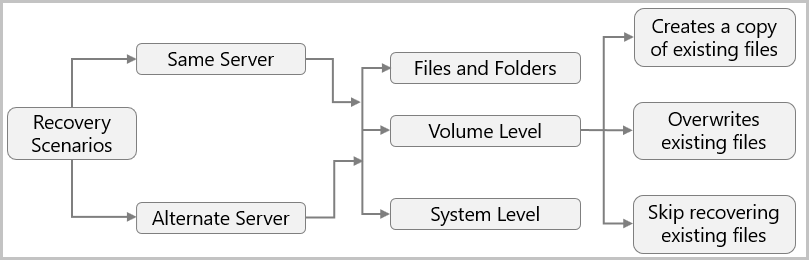 Recovery
Scenarios
Same Server
Alternate Server
Files and Folders
Volume Level
System Level
Creates a copy
of existing files
Overwrites
existing files
Skip recovering
existing files